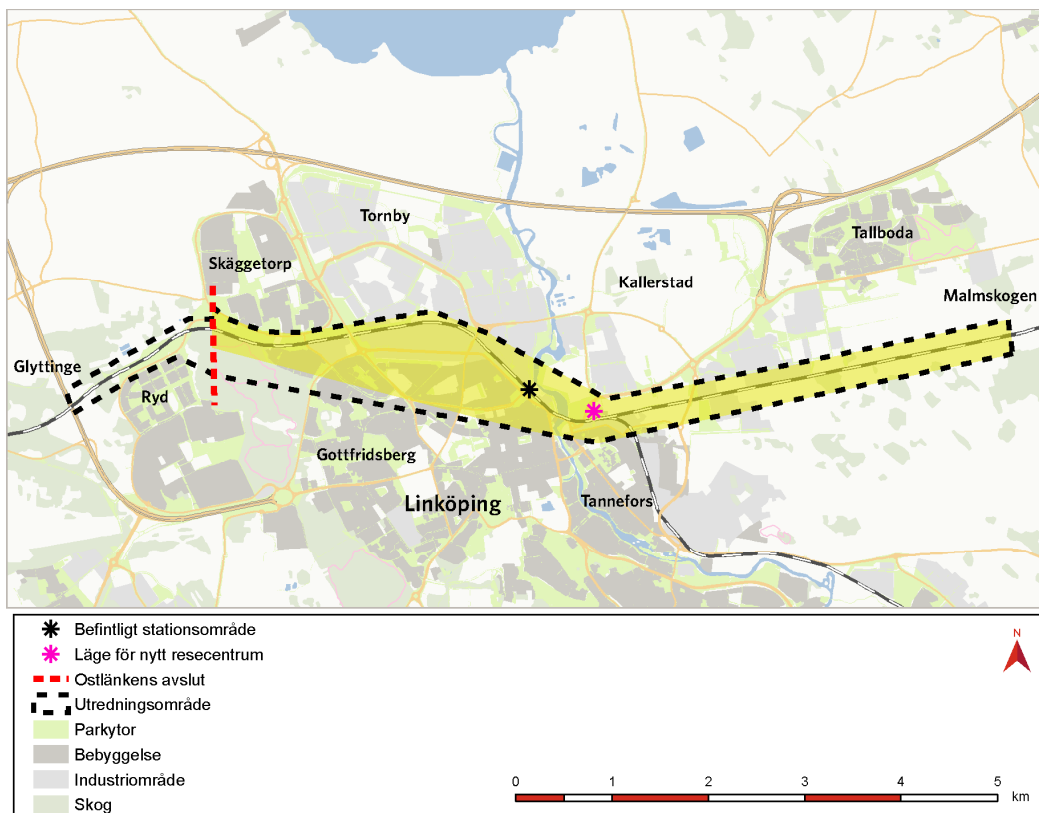 Tornby
Tallboda
Skäggetorp
Kallerstad
Malmskogen
Glyttinge
Ryd
Gottfridsberg
Linköping
Tannefors
Befintligt stationsområde
Läge för nytt resecentrum
Ostlänkens avslut
Utredningsområde
Parkytor
Bebyggelse
Industriområde
Skog
N
0 1 2 3 4 5
km